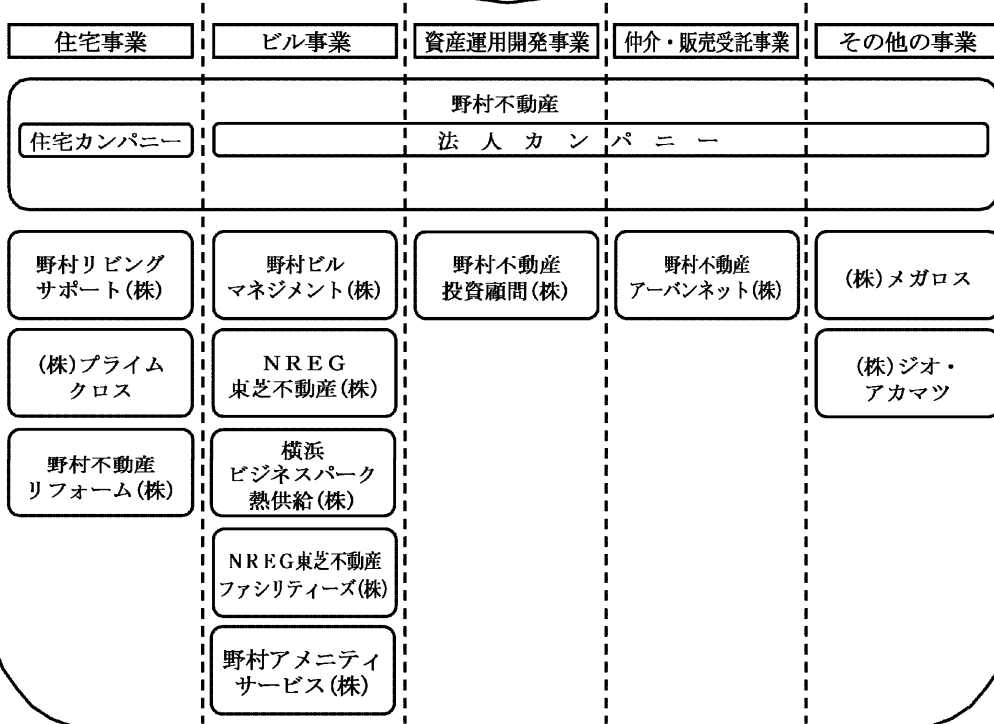 住宅事業
ビル事業
資産運用開発事業
仲介・販売受託事業
その他の事業
野村不動産
住宅カンパニー
法人カンパニー
野村リビング
サポート(株)
野村ビル
マネジメント(株)
野村不動産
投資顧問(株)
野村不動産
アーバンネット(株)
(株)メガロス
(株)プライム
クロス
NREG
東芝不動産(株)
(株)ジオ・
アカマツ
野村不動産
リフォーム(株)
横浜
ビジネスパーク
熱供給(株)
NREG東芝不動産
ファシリティーズ(株)
野村アメニティ
サービス(株)